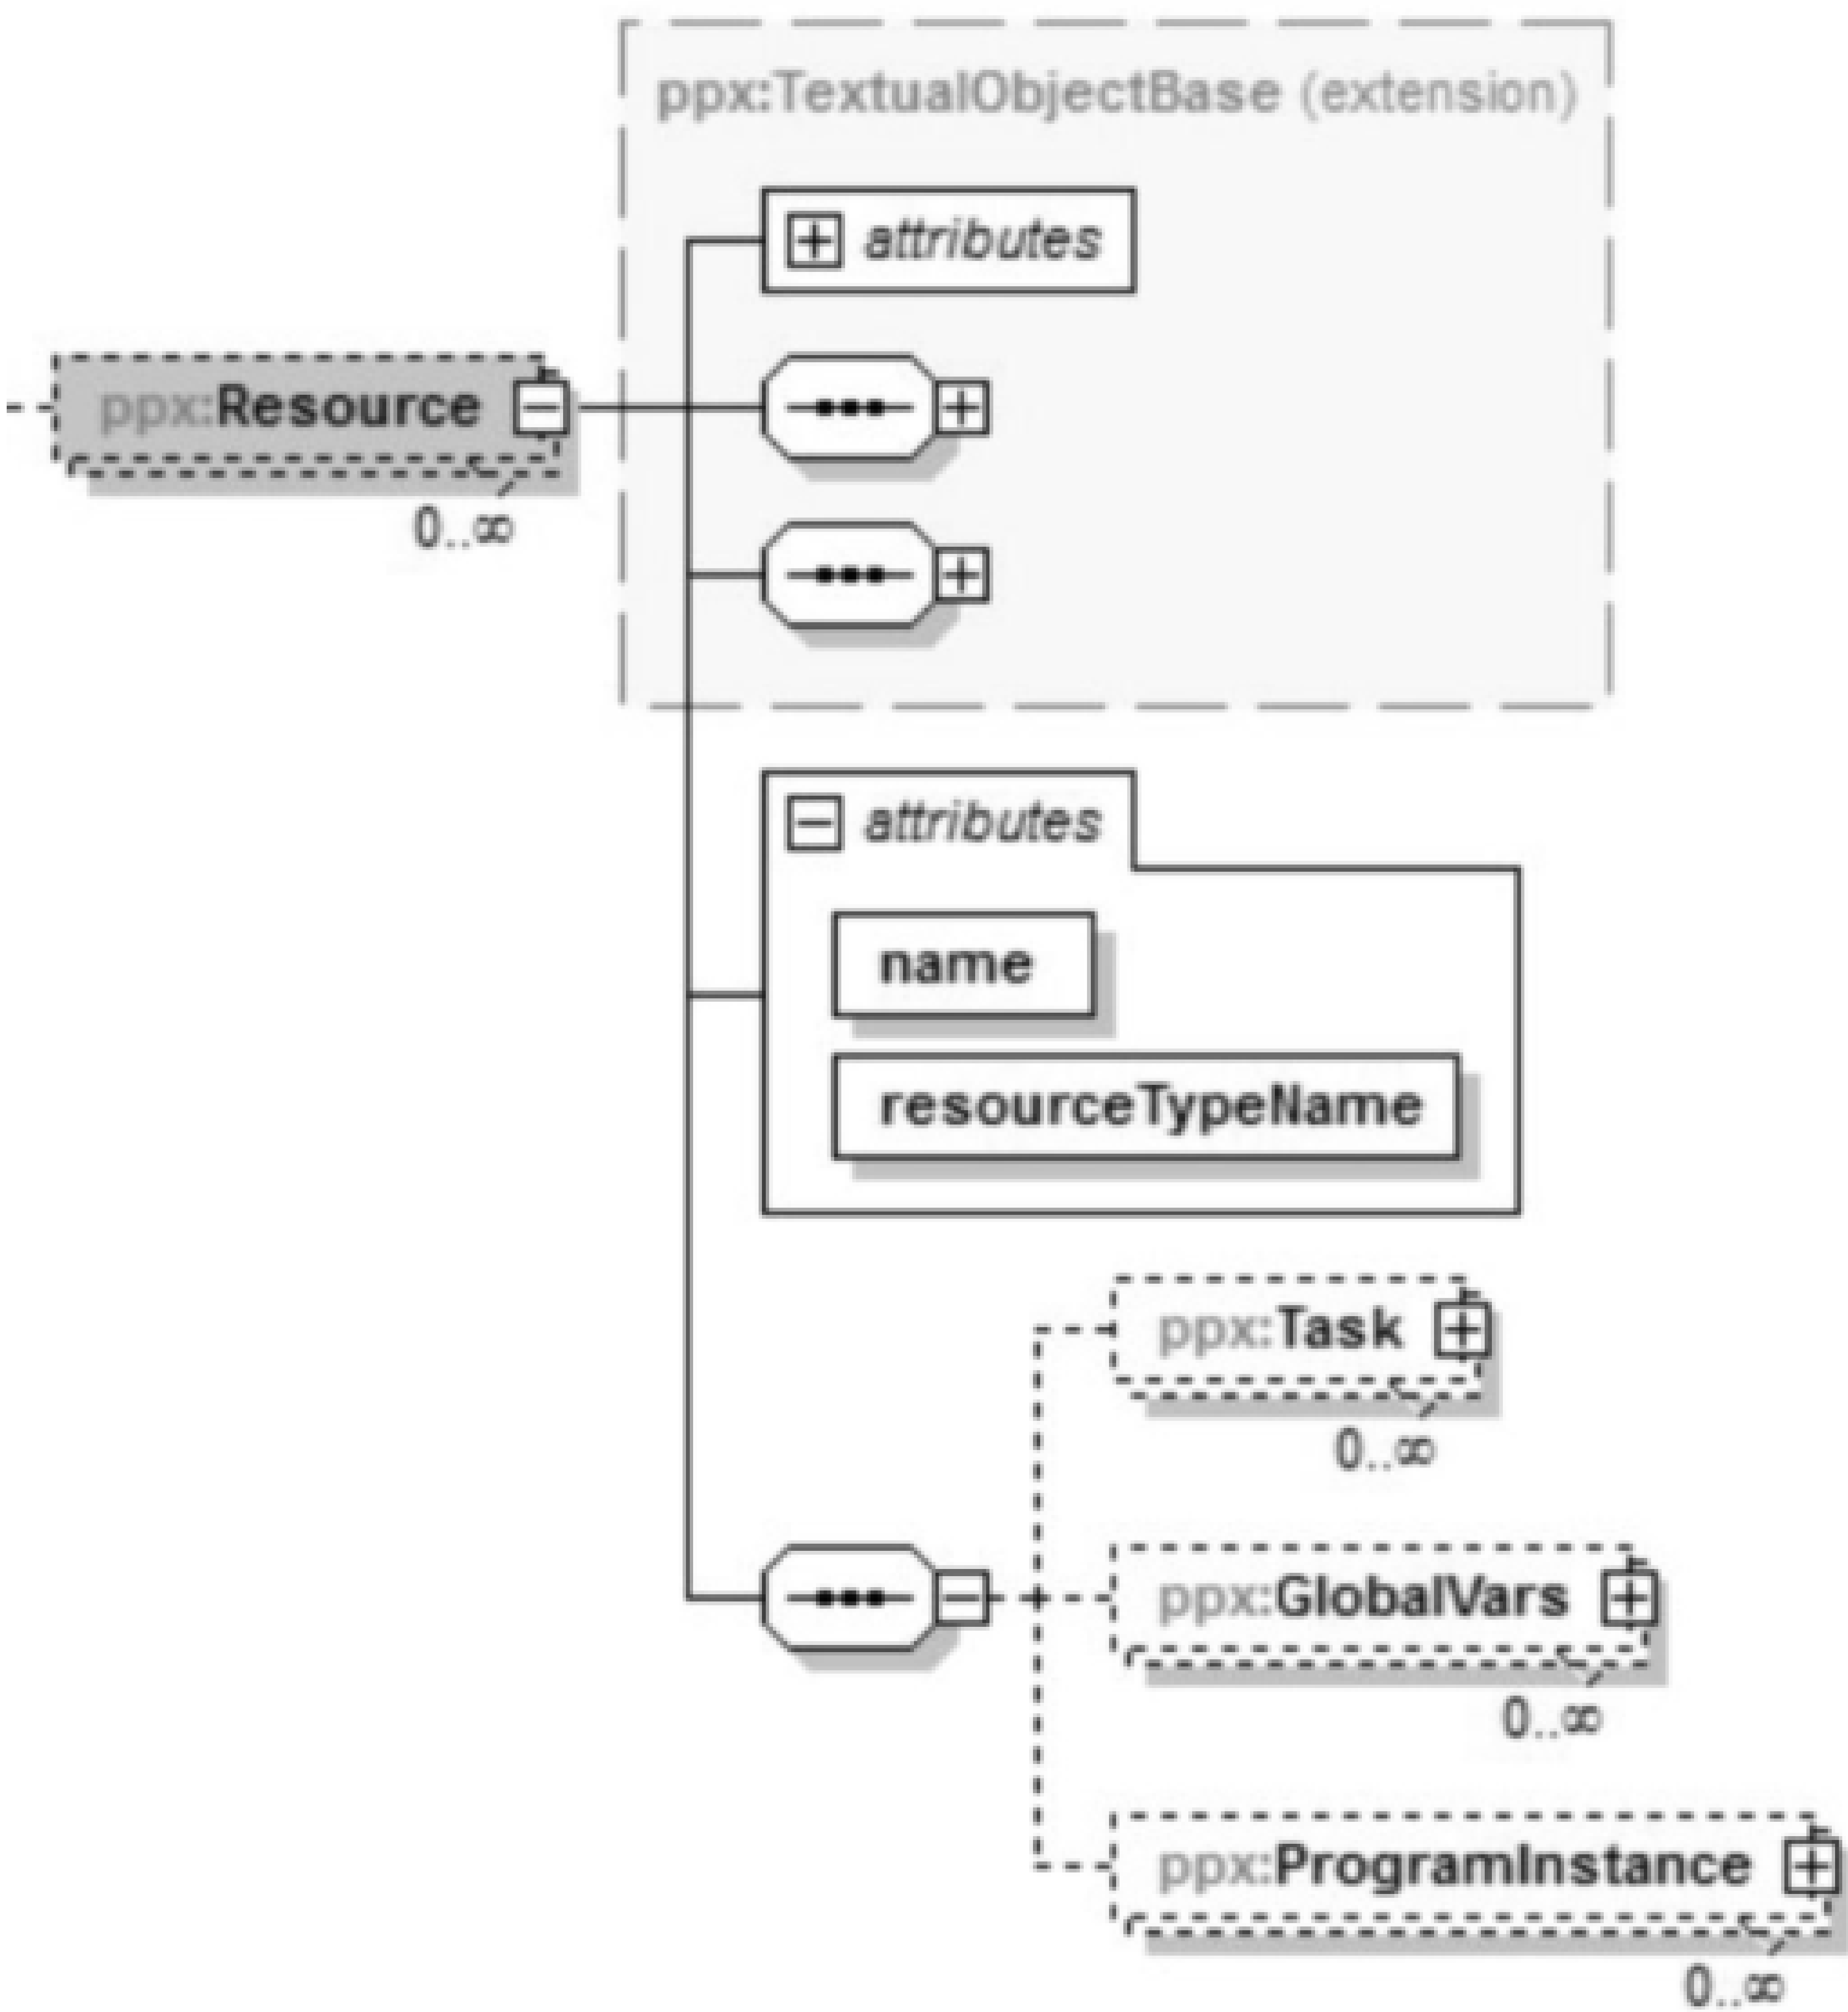 ppx:TextualObjectBase (extension)
attributes
ppx:Resource
0..∞
attributes
name
resourceTypeName
ppx:Task
0..∞
ppx:GlobalVars
0..∞
ppx:ProgramInstance
0..∞